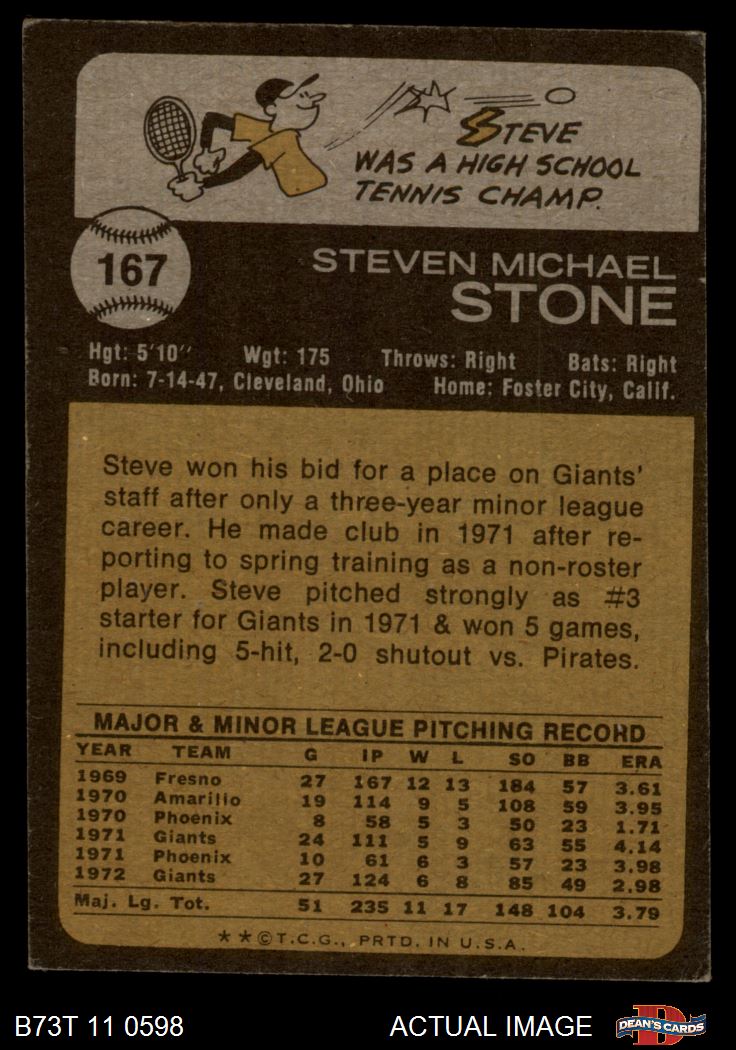 STEVE
WAS A HIGH SCHOOL
TENNIS CHAMP.
167
STEVEN MICHAEL
STONE
Hgt: 5'10" Wgt: 175 Throws: Right Bats: Right
Born: 7-14-47, Cleveland, Ohio Home: Foster City, Calif.
Steve won his bid for a place on Giants'
staff after only a three-year minor league
career. He made club in 1971 after re-
porting to spring training as a non-roster
player. Steve pitched strongly as #3
starter for Giants in 1971 & won 5 games,
including 5-hit, 2-0 shutout vs. Pirates.
MAJOR & MINOR LEAGUE PITCHING RECORD
YEAR TEAM G IP W L SO BB ERA
1969 Fresno 27 167 12 13 184 57 3.61
1970 Amarillo 19 114 9 5 108 59 3.95
1970 Phoenix 8 58 5 3 50 23 1.71
1971 Giants 24 111 5 9 63 55 4.14
1971 Phoenix 10 61 6 3 57 23 3.98
1972 Giants 27 124 6 8 85 49 2.98
Maj. Lg. Tot. 51 235 11 17 148 104 3.79
**©T.C.G., PRTD. IN U.S.A.
B73T 11 0598 ACTUAL IMAGE
D
DEAN'S CARDS